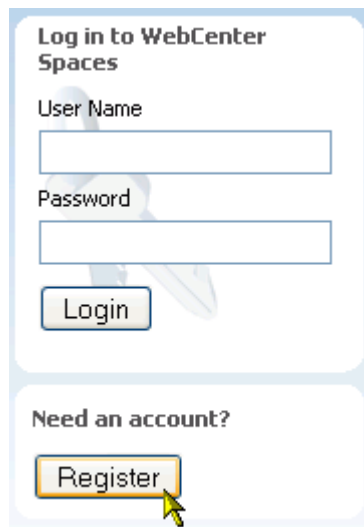 Log in to WebCenter
Spaces
User Name
Password
Login
Need an account?
Register